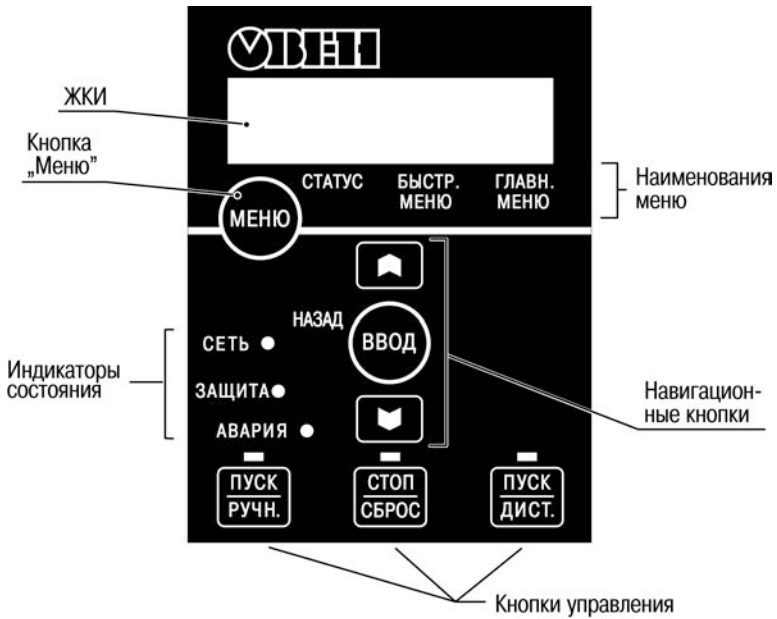 ОВЕН
ЖКИ
Кнопка
„Меню”
СТАТУС
БЫСТР.
МЕНЮ
ГЛАВН.
МЕНЮ
Наименования
меню
МЕНЮ
НАЗАД
ВВОД
СЕТЬ
ЗАЩИТА
АВАРИЯ
Индикаторы
состояния
Навигацион-
ные кнопки
ПУСК
РУЧН.
СТОП
СБРОС
ПУСК
ДИСТ.
Кнопки управления